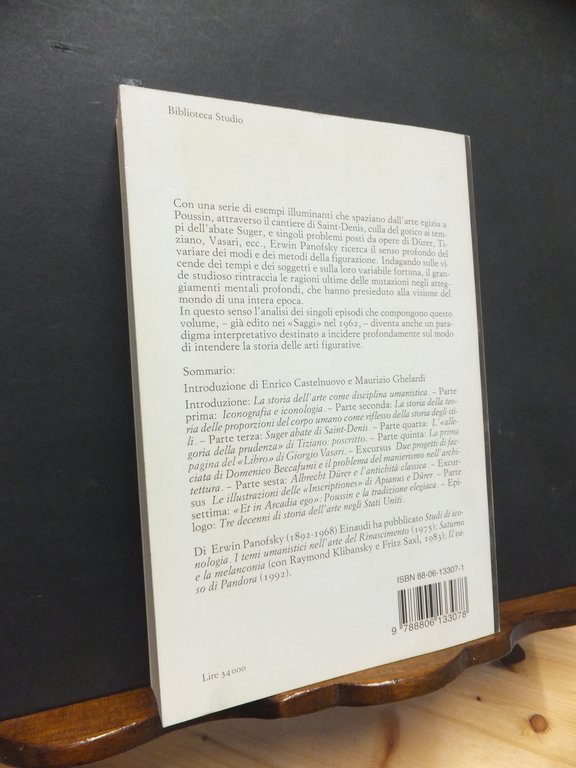 Biblioteca Studio
Con una serie di esempi illuminanti che spaziano dall'arte egizia a
Poussin, attraverso il cantiere di Saint-Denis, culla del gotico ai tem-
pi dell'abate Suger, e singoli problemi posti da opere di Dürer, Ti-
ziano, Vasari, ecc., Erwin Panofsky ricerca il senso profondo del
variare dei modi e dei metodi della figurazione. Indagando sulle vi-
cende dei tempi e dei soggetti e sulla loro variabile fortuna, il gran-
de studioso rintraccia le ragioni ultime delle mutazioni negli atteg-
giamenti mentali profondi, che hanno presieduto alla visione del
mondo di una intera epoca.
In questo senso l'analisi dei singoli episodi che compongono questo
volume, – già edito nei «Saggi» nel 1962, – diventa anche un para-
digma interpretativo destinato a incidere profondamente sul modo
di intendere la storia delle arti figurative.
Sommario:
Introduzione di Enrico Castelnuovo e Maurizio Ghelardi
Introduzione: La storia dell'arte come disciplina umanistica. – Parte
prima: Iconografia e iconologia. – Parte seconda: La storia della teo-
ria delle proporzioni del corpo umano come riflesso della storia degli sti-
li. – Parte terza: Suger abate di Saint-Denis. – Parte quarta: L'«alle-
goria della prudenza» di Tiziano: poscritto. – Parte quinta: La prima
pagina del «Libro» di Giorgio Vasari. – Excursus Due progetti di fac-
ciata di Domenico Beccafumi e il problema del manierismo nell'archi-
tettura. – Parte sesta: Albrecht Dürer e l'antichità classica. – Excur-
sus Le illustrazioni delle «Inscriptiones» di Apianus e Dürer. – Parte
settima: «Et in Arcadia ego»: Poussin e la tradizione elegiaca. – Epi-
logo: Tre decenni di storia dell'arte negli Stati Uniti.
Di Erwin Panofsky (1892-1968) Einaudi ha pubblicato Studi di ico-
nologia. I temi umanistici nell'arte del Rinascimento (1975); Saturno
e la melanconia (con Raymond Klibansky e Fritz Saxl, 1983); Il va-
so di Pandora (1992).
ISBN 88-06-13307-1
9 788806 133078
Lire 34000